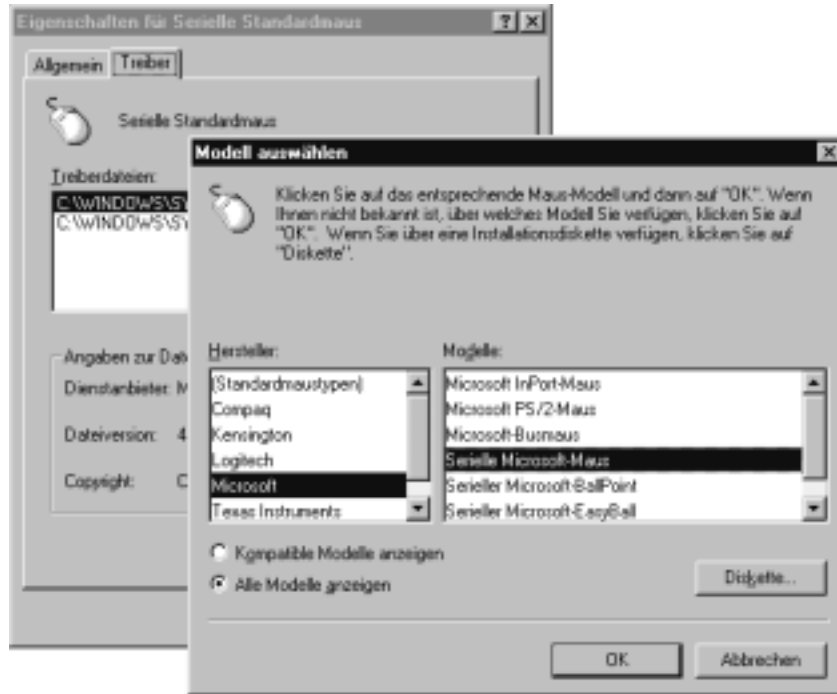 Eigenschaften für Serielle Standardmaus
Allgemein Treiber
Serielle Standardmaus
Treiberdateien:
C:\WINDOWS\SY
C:\WINDOWS\SY
Angaben zur Date
Dienstanbieter: M
Dateiversion: 4
Copyright: C
Modell auswählen
Klicken Sie auf das entsprechende Maus-Modell und dann auf "OK". Wenn
Ihnen nicht bekannt ist, über welches Modell Sie verfügen, klicken Sie auf
"OK". Wenn Sie über eine Installationsdiskette verfügen, klicken Sie auf
"Diskette".
Hersteller:
(Standardmaustypen)
Compaq
Kensington
Logitech
Microsoft
Texas Instruments
Modelle:
Microsoft InPort-Maus
Microsoft PS/2-Maus
Microsoft-Busmaus
Serielle Microsoft-Maus
Serieller Microsoft-BallPoint
Serieller Microsoft-EasyBall
Kompatible Modelle anzeigen
Alle Modelle anzeigen
Diskette...
OK
Abbrechen